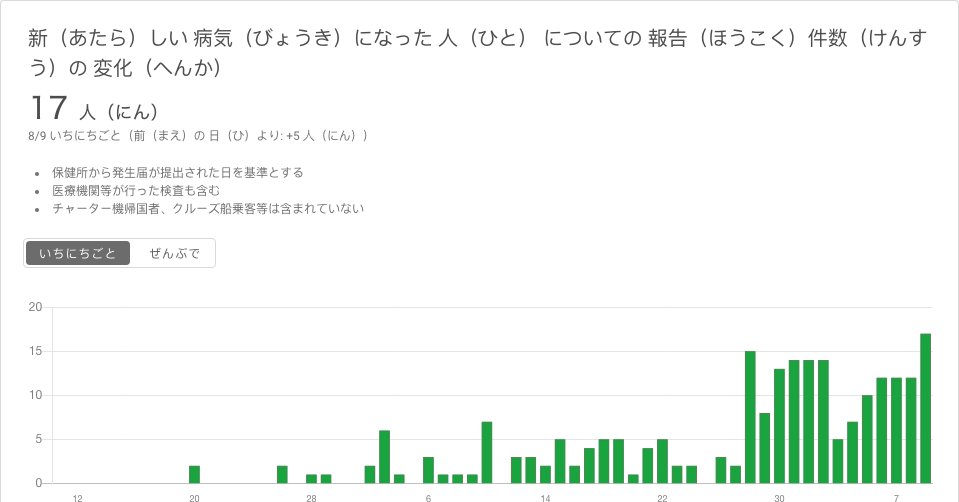 新（あたら）しい 病気（びょうき）になった 人（ひと） についての 報告（ほうこく）件数（けんす
う）の 変化（へんか）
17 人（にん）
8/9 いちにちごと（前（まえ）の 日（ひ）より: +5 人（にん））
• 保健所から発生届が提出された日を基準とする
• 医療機関等が行った検査も含む
• チャーター機帰国者、クルーズ船乗客等は含まれていない
いちにちごと ぜんぶで
20
15
10
5
0
12 20 28 6 14 22 30 7